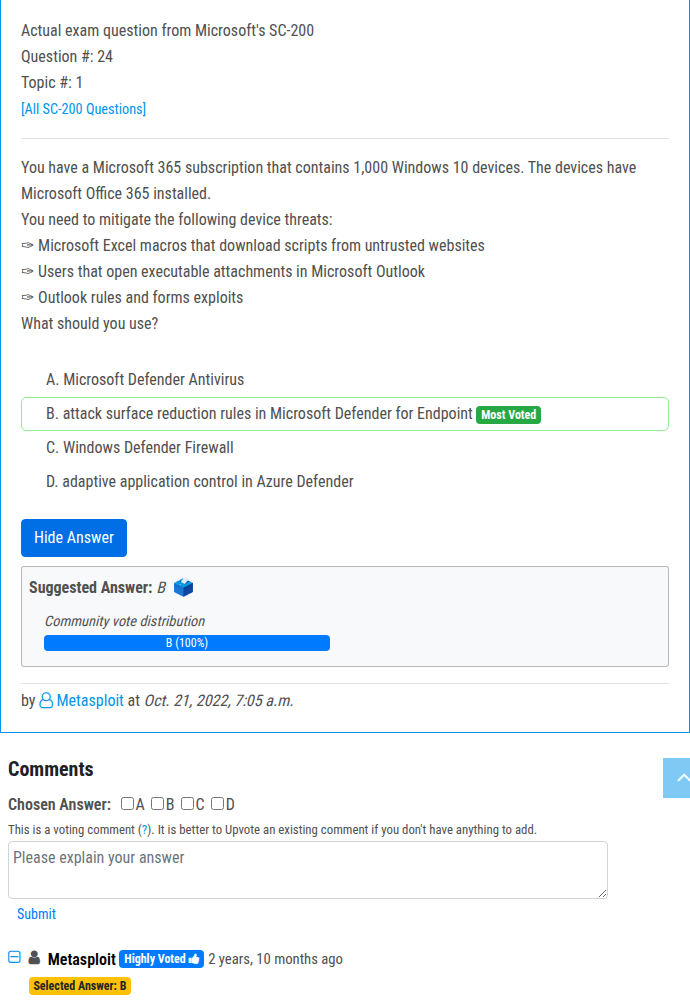 Actual exam question from Microsoft's SC-200
Question #: 24
Topic #: 1
[All SC-200 Questions]
You have a Microsoft 365 subscription that contains 1,000 Windows 10 devices. The devices have
Microsoft Office 365 installed.
You need to mitigate the following device threats:
✑ Microsoft Excel macros that download scripts from untrusted websites
✑ Users that open executable attachments in Microsoft Outlook
✑ Outlook rules and forms exploits
What should you use?
A. Microsoft Defender Antivirus
B. attack surface reduction rules in Microsoft Defender for Endpoint Most Voted
C. Windows Defender Firewall
D. adaptive application control in Azure Defender
Hide Answer
Suggested Answer: B
Community vote distribution
B (100%)
by Metasploit at Oct. 21, 2022, 7:05 a.m.
Comments
Chosen Answer: A B C D
This is a voting comment (?). It is better to Upvote an existing comment if you don't have anything to add.
Please explain your answer
Submit
Metasploit Highly Voted 2 years, 10 months ago
Selected Answer: B